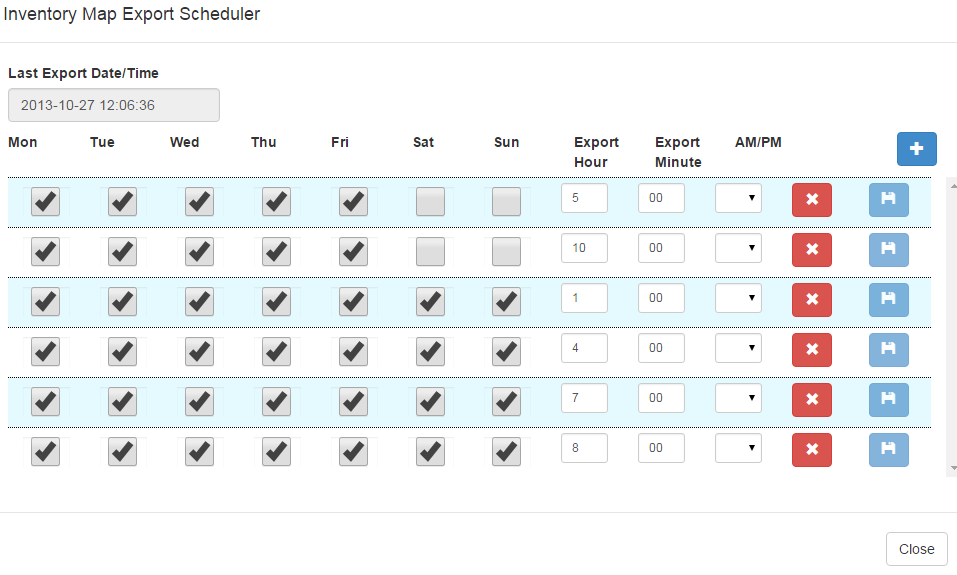 Inventory Map Export Scheduler
Last Export Date/Time
2013-10-27 12:06:36
Mon Tue Wed Thu Fri Sat Sun Export Hour Export Minute AM/PM
5 00
10 00
1 00
4 00
7 00
8 00
Close